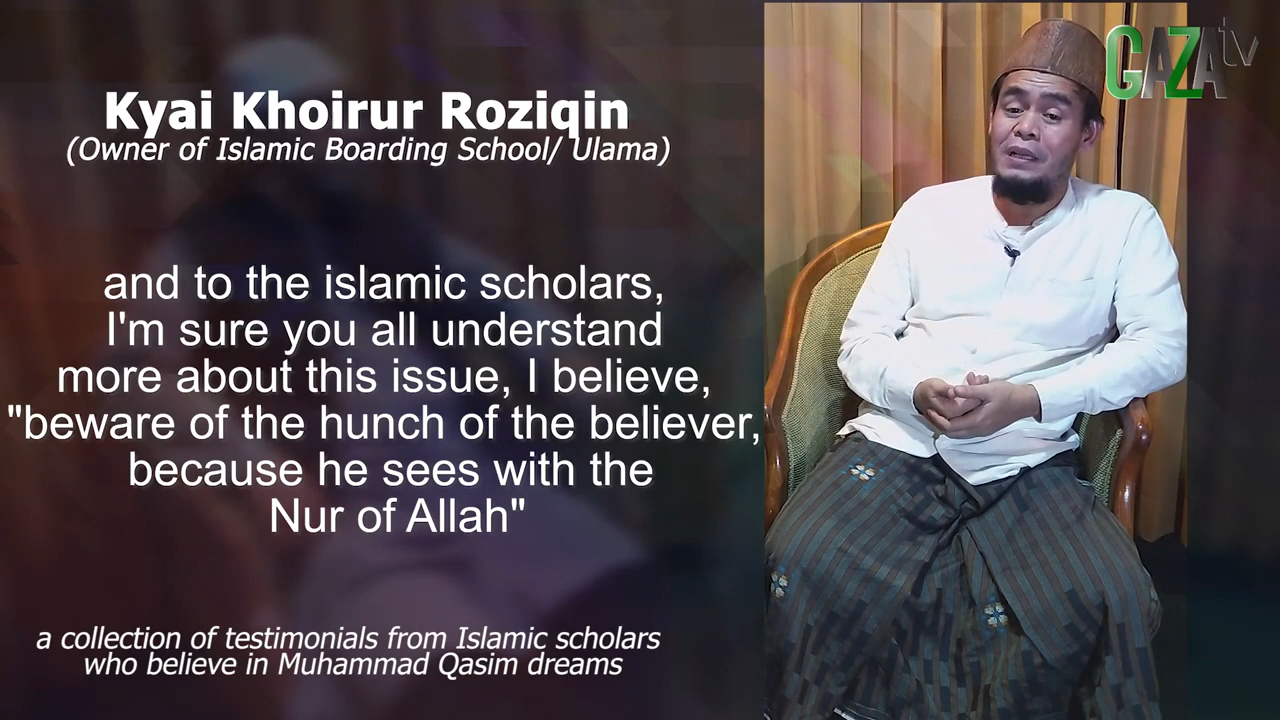 GAZA tv
Kyai Khoirur Roziqin
(Owner of Islamic Boarding School/ Ulama)
and to the islamic scholars,
I'm sure you all understand
more about this issue, I believe,
"beware of the hunch of the believer,
because he sees with the
Nur of Allah"
a collection of testimonials from Islamic scholars
who believe in Muhammad Qasim dreams